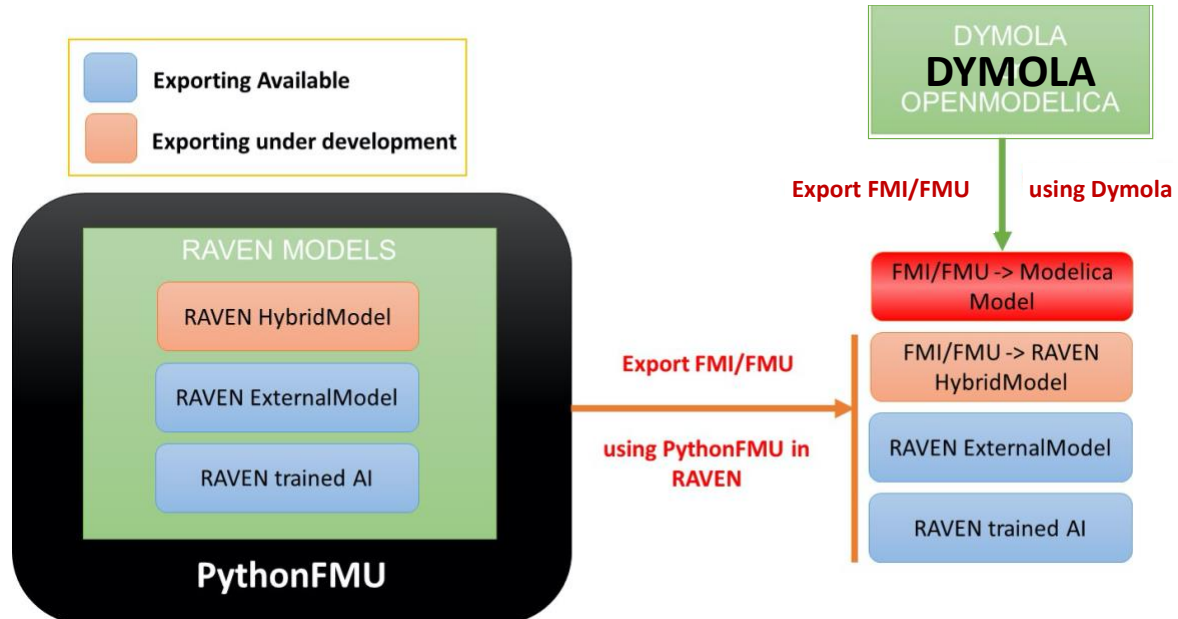 Exporting Available
Exporting under development
DYMOLA
DYMOLA
OPENMODELICA
Export FMI/FMU using Dymola
RAVEN MODELS
RAVEN HybridModel
RAVEN ExternalModel
RAVEN trained AI
PythonFMU
Export FMI/FMU
using PythonFMU in
RAVEN
FMI/FMU -> Modelica
Model
FMI/FMU -> RAVEN
HybridModel
RAVEN ExternalModel
RAVEN trained AI